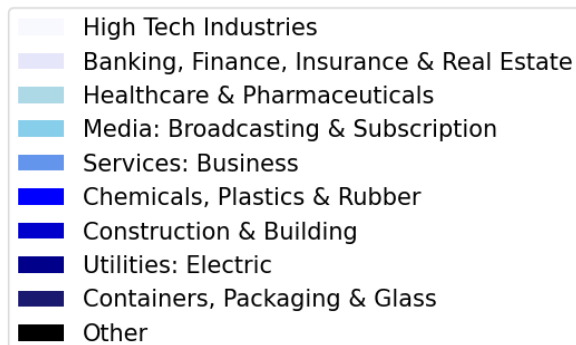 High Tech Industries
Banking, Finance, Insurance & Real Estate
Healthcare & Pharmaceuticals
Media: Broadcasting & Subscription
Services: Business
Chemicals, Plastics & Rubber
Construction & Building
Utilities: Electric
Containers, Packaging & Glass
Other